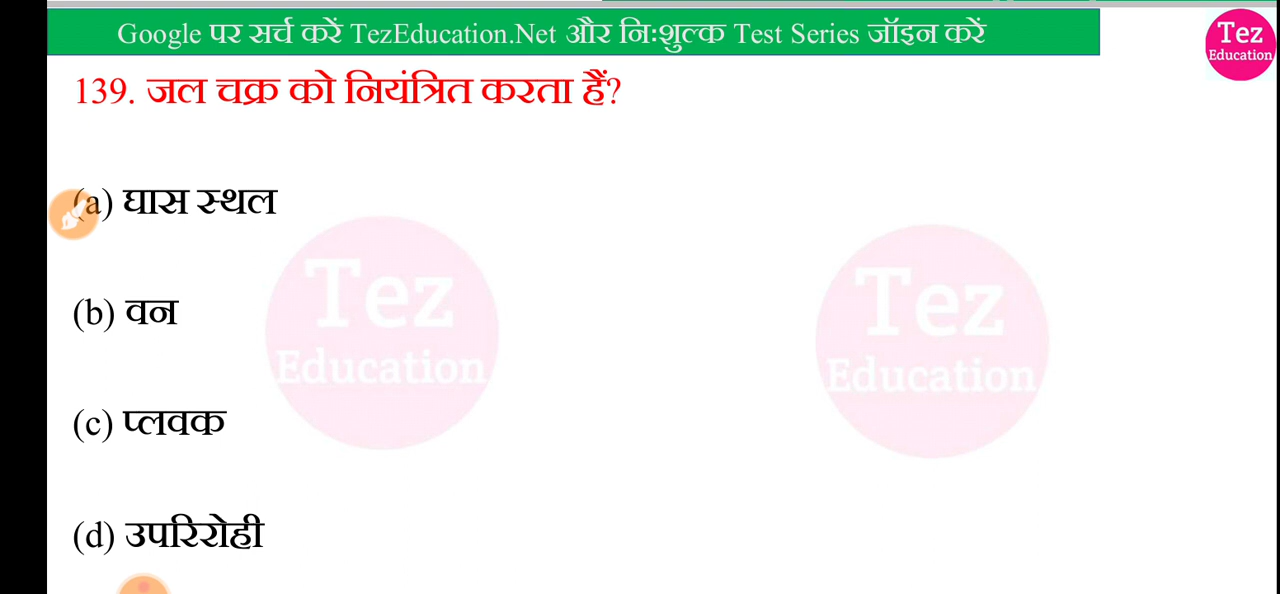 Google पर सर्च करें TezEducation.Net और निःशुल्क Test Series जॉइन करें
Tez
Education
139. जल चक्र को नियंत्रित करता हैं?
(a) घास स्थल
(b) वन
(c) प्लवक
(d) उपरिरोही
Tez
Education
Tez
Education